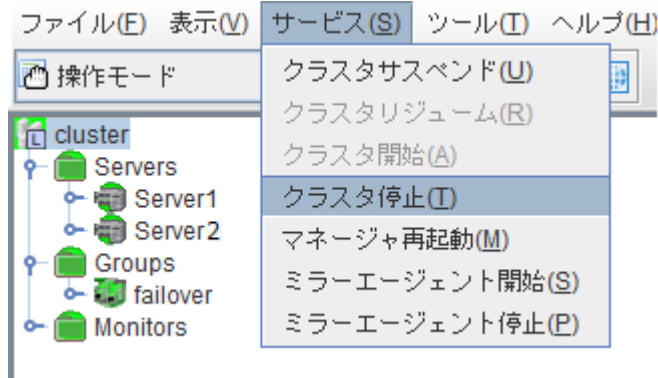 ファイル(F) 表示(V) サービス(S) ツール(T) ヘルプ(H)
操作モード
クラスタサスペンド(U)
クラスタリジューム(R)
クラスタ開始(A)
クラスタ停止(T)
マネージャ再起動(M)
ミラーエージェント開始(S)
ミラーエージェント停止(P)
cluster
Servers
Server1
Server2
Groups
failover
Monitors